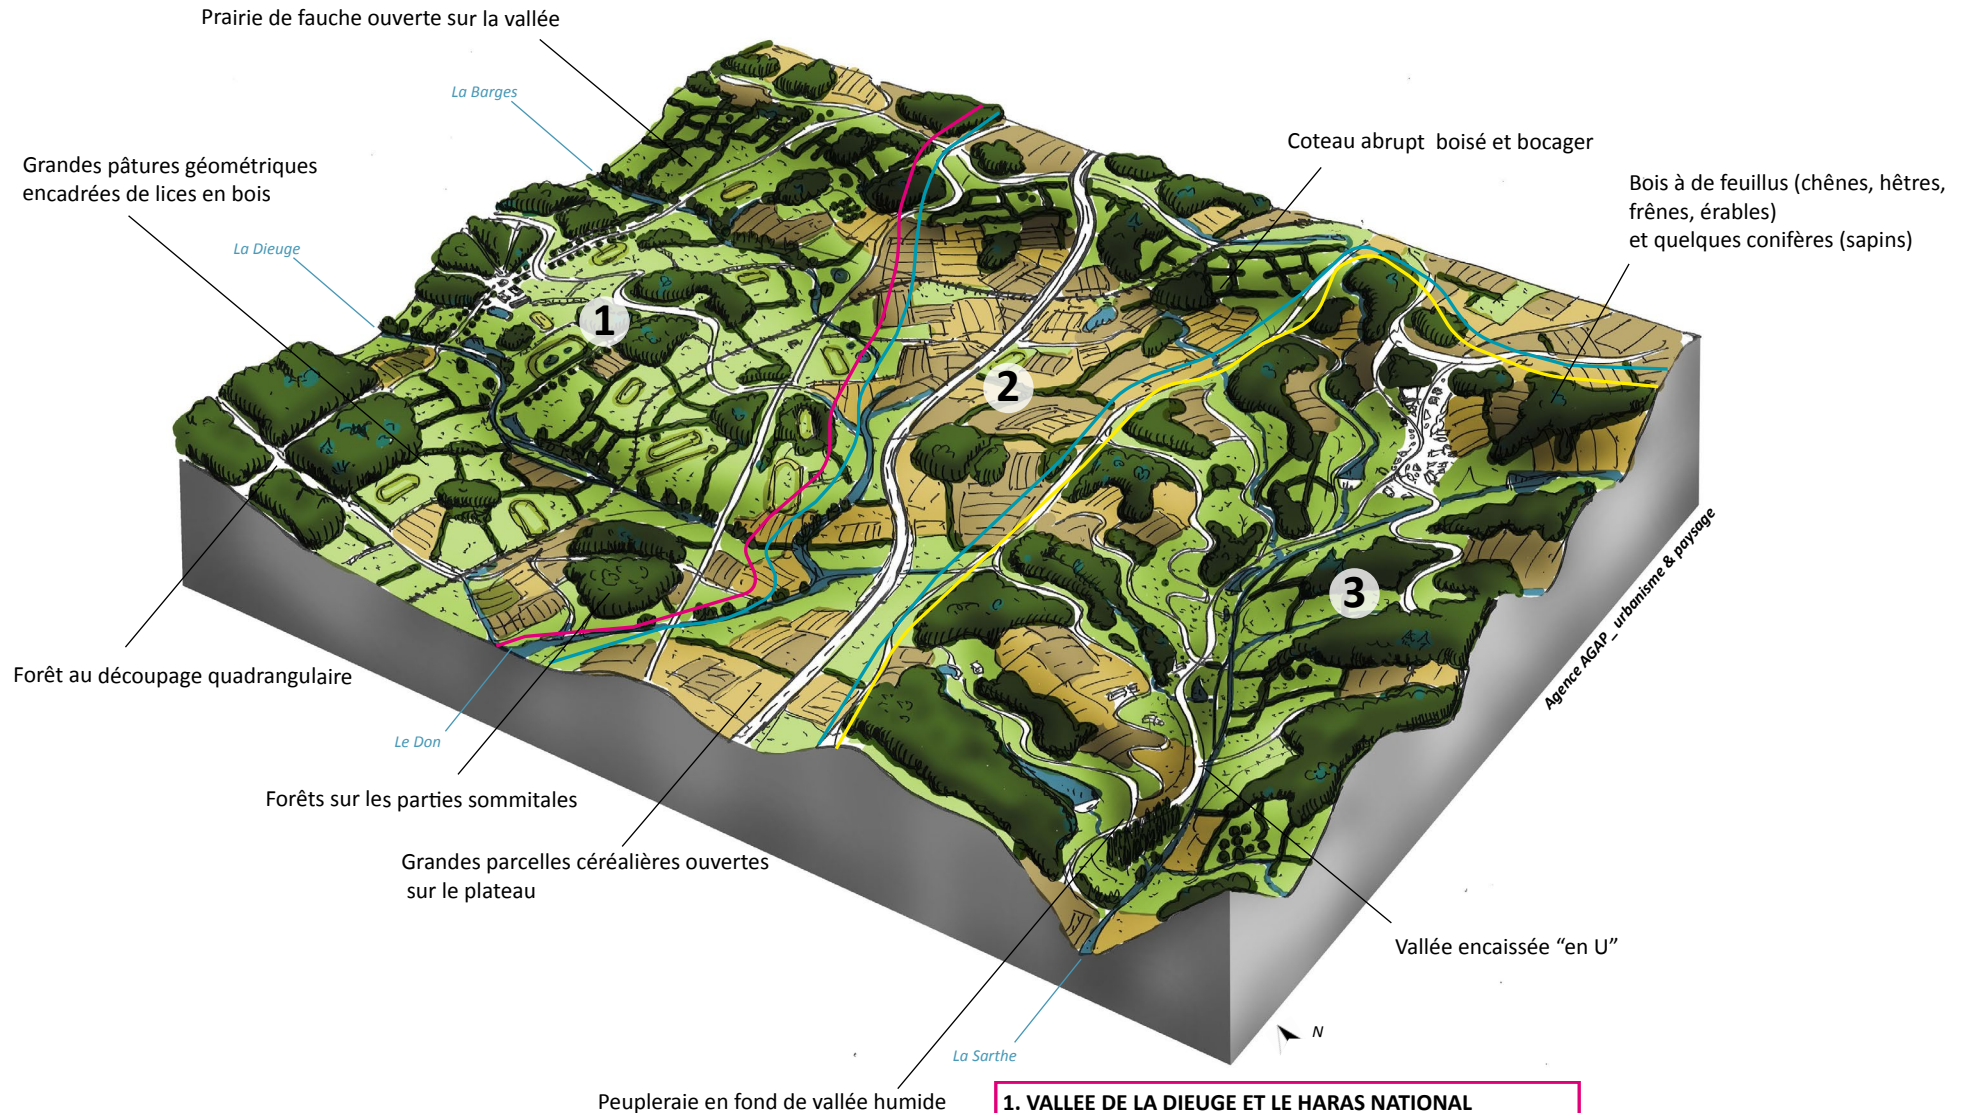 Prairie de fauche ouverte sur la vallée
La Barges
Grandes pâtures géométriques
encadrées de lices en bois
La Dieuge
Coteau abrupt boisé et bocager
Bois à de feuillus (chênes, hêtres,
frênes, érables)
et quelques conifères (sapins)
1
2
3
Agence AGAP_ urbanisme & paysage
Forêt au découpage quadrangulaire
Le Don
Forêts sur les parties sommitales
Grandes parcelles céréalières ouvertes
sur le plateau
Vallée encaissée “en U”
N
La Sarthe
Peupleraie en fond de vallée humide
1. VALLEE DE LA DIEUGE ET LE HARAS NATIONAL